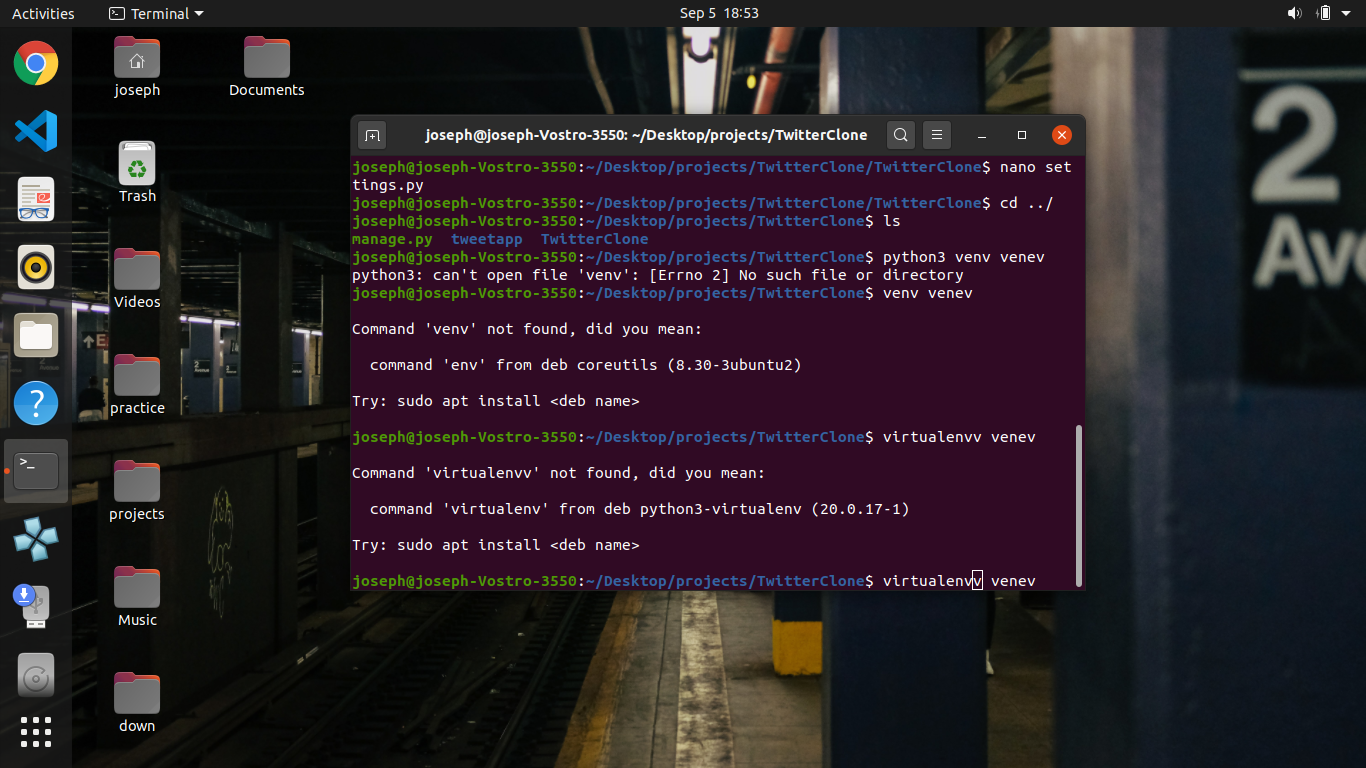 Activities
Terminal
Sep 5 18:53
joseph
Documents
Trash
Videos
practice
projects
Music
down
joseph@joseph-Vostro-3550: ~/Desktop/projects/TwitterClone
joseph@joseph-Vostro-3550:~/Desktop/projects/TwitterClone/TwitterClone$ nano set
tings.py
joseph@joseph-Vostro-3550:~/Desktop/projects/TwitterClone/TwitterClone$ cd ../
joseph@joseph-Vostro-3550:~/Desktop/projects/TwitterClone$ ls
manage.py tweetapp TwitterClone
joseph@joseph-Vostro-3550:~/Desktop/projects/TwitterClone$ python3 venv venev
python3: can't open file 'venv': [Errno 2] No such file or directory
joseph@joseph-Vostro-3550:~/Desktop/projects/TwitterClone$ venv venev
Command 'venv' not found, did you mean:
command 'env' from deb coreutils (8.30-3ubuntu2)
Try: sudo apt install <deb name>
joseph@joseph-Vostro-3550:~/Desktop/projects/TwitterClone$ virtualenvv venev
Command 'virtualenvv' not found, did you mean:
command 'virtualenv' from deb python3-virtualenv (20.0.17-1)
Try: sudo apt install <deb name>
joseph@joseph-Vostro-3550:~/Desktop/projects/TwitterClone$ virtualenvv venev
2
Ave